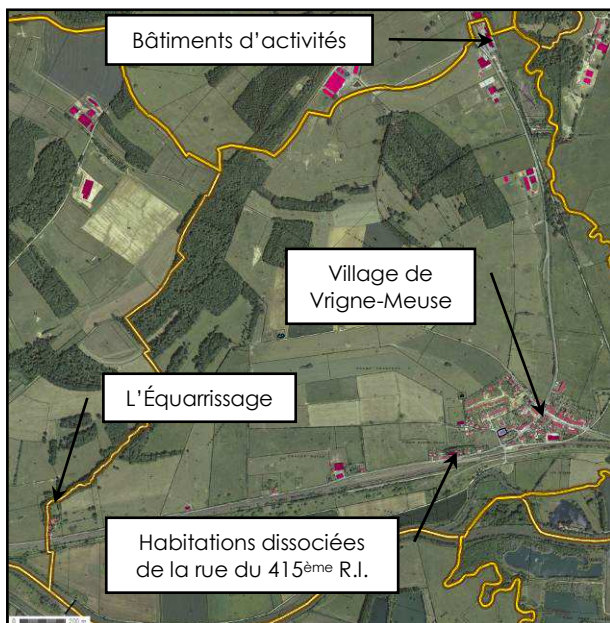 Bâtiments d'activités
Village de
Vrigne-Meuse
L'Équarrissage
Habitations dissociées
de la rue du 415ème R.I.